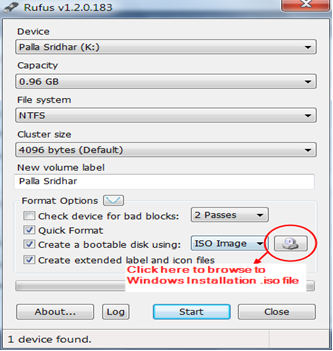 Rufus v1.2.0.183
Device
Palla Sridhar (K:)
Capacity
0.96 GB
File system
NTFS
Cluster size
4096 bytes (Default)
New volume label
Palla Sridhar
Format Options
Check device for bad blocks: 2 Passes
Quick Format
Create a bootable disk using: ISO Image
Create extended label and icon files
Click here to browse to
Windows Installation .iso file
About... Log Start Close
1 device found.